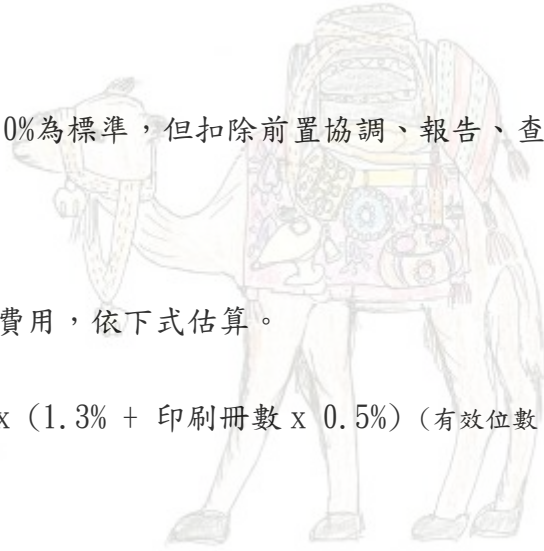 0%為標準，但扣除前置協調、報告、查
費用，依下式估算。
x (1.3% + 印刷冊數 x 0.5%) (有效位數